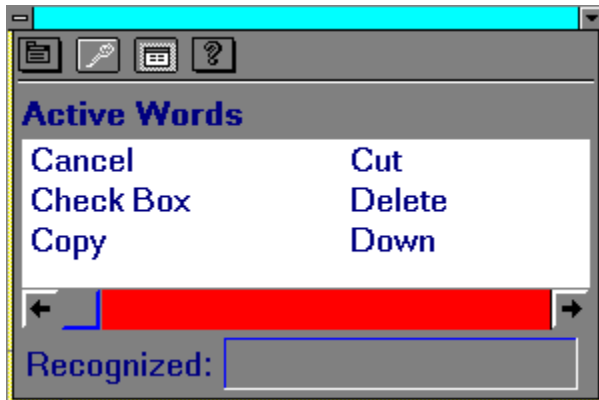 Active Words
Cancel Cut
Check Box Delete
Copy Down
Recognized: